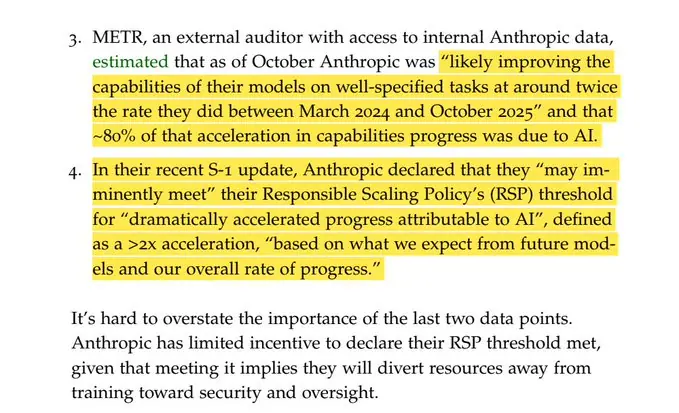 3. METR, an external auditor with access to internal Anthropic data,
estimated that as of October Anthropic was “likely improving the
capabilities of their models on well-specified tasks at around twice
the rate they did between March 2024 and October 2025” and that
~80% of that acceleration in capabilities progress was due to AI.
4. In their recent S-1 update, Anthropic declared that they “may im-
minently meet” their Responsible Scaling Policy’s (RSP) threshold
for “dramatically accelerated progress attributable to AI”, defined
as a >2x acceleration, “based on what we expect from future mod-
els and our overall rate of progress.”
It’s hard to overstate the importance of the last two data points.
Anthropic has limited incentive to declare their RSP threshold met,
given that meeting it implies they will divert resources away from
training toward security and oversight.